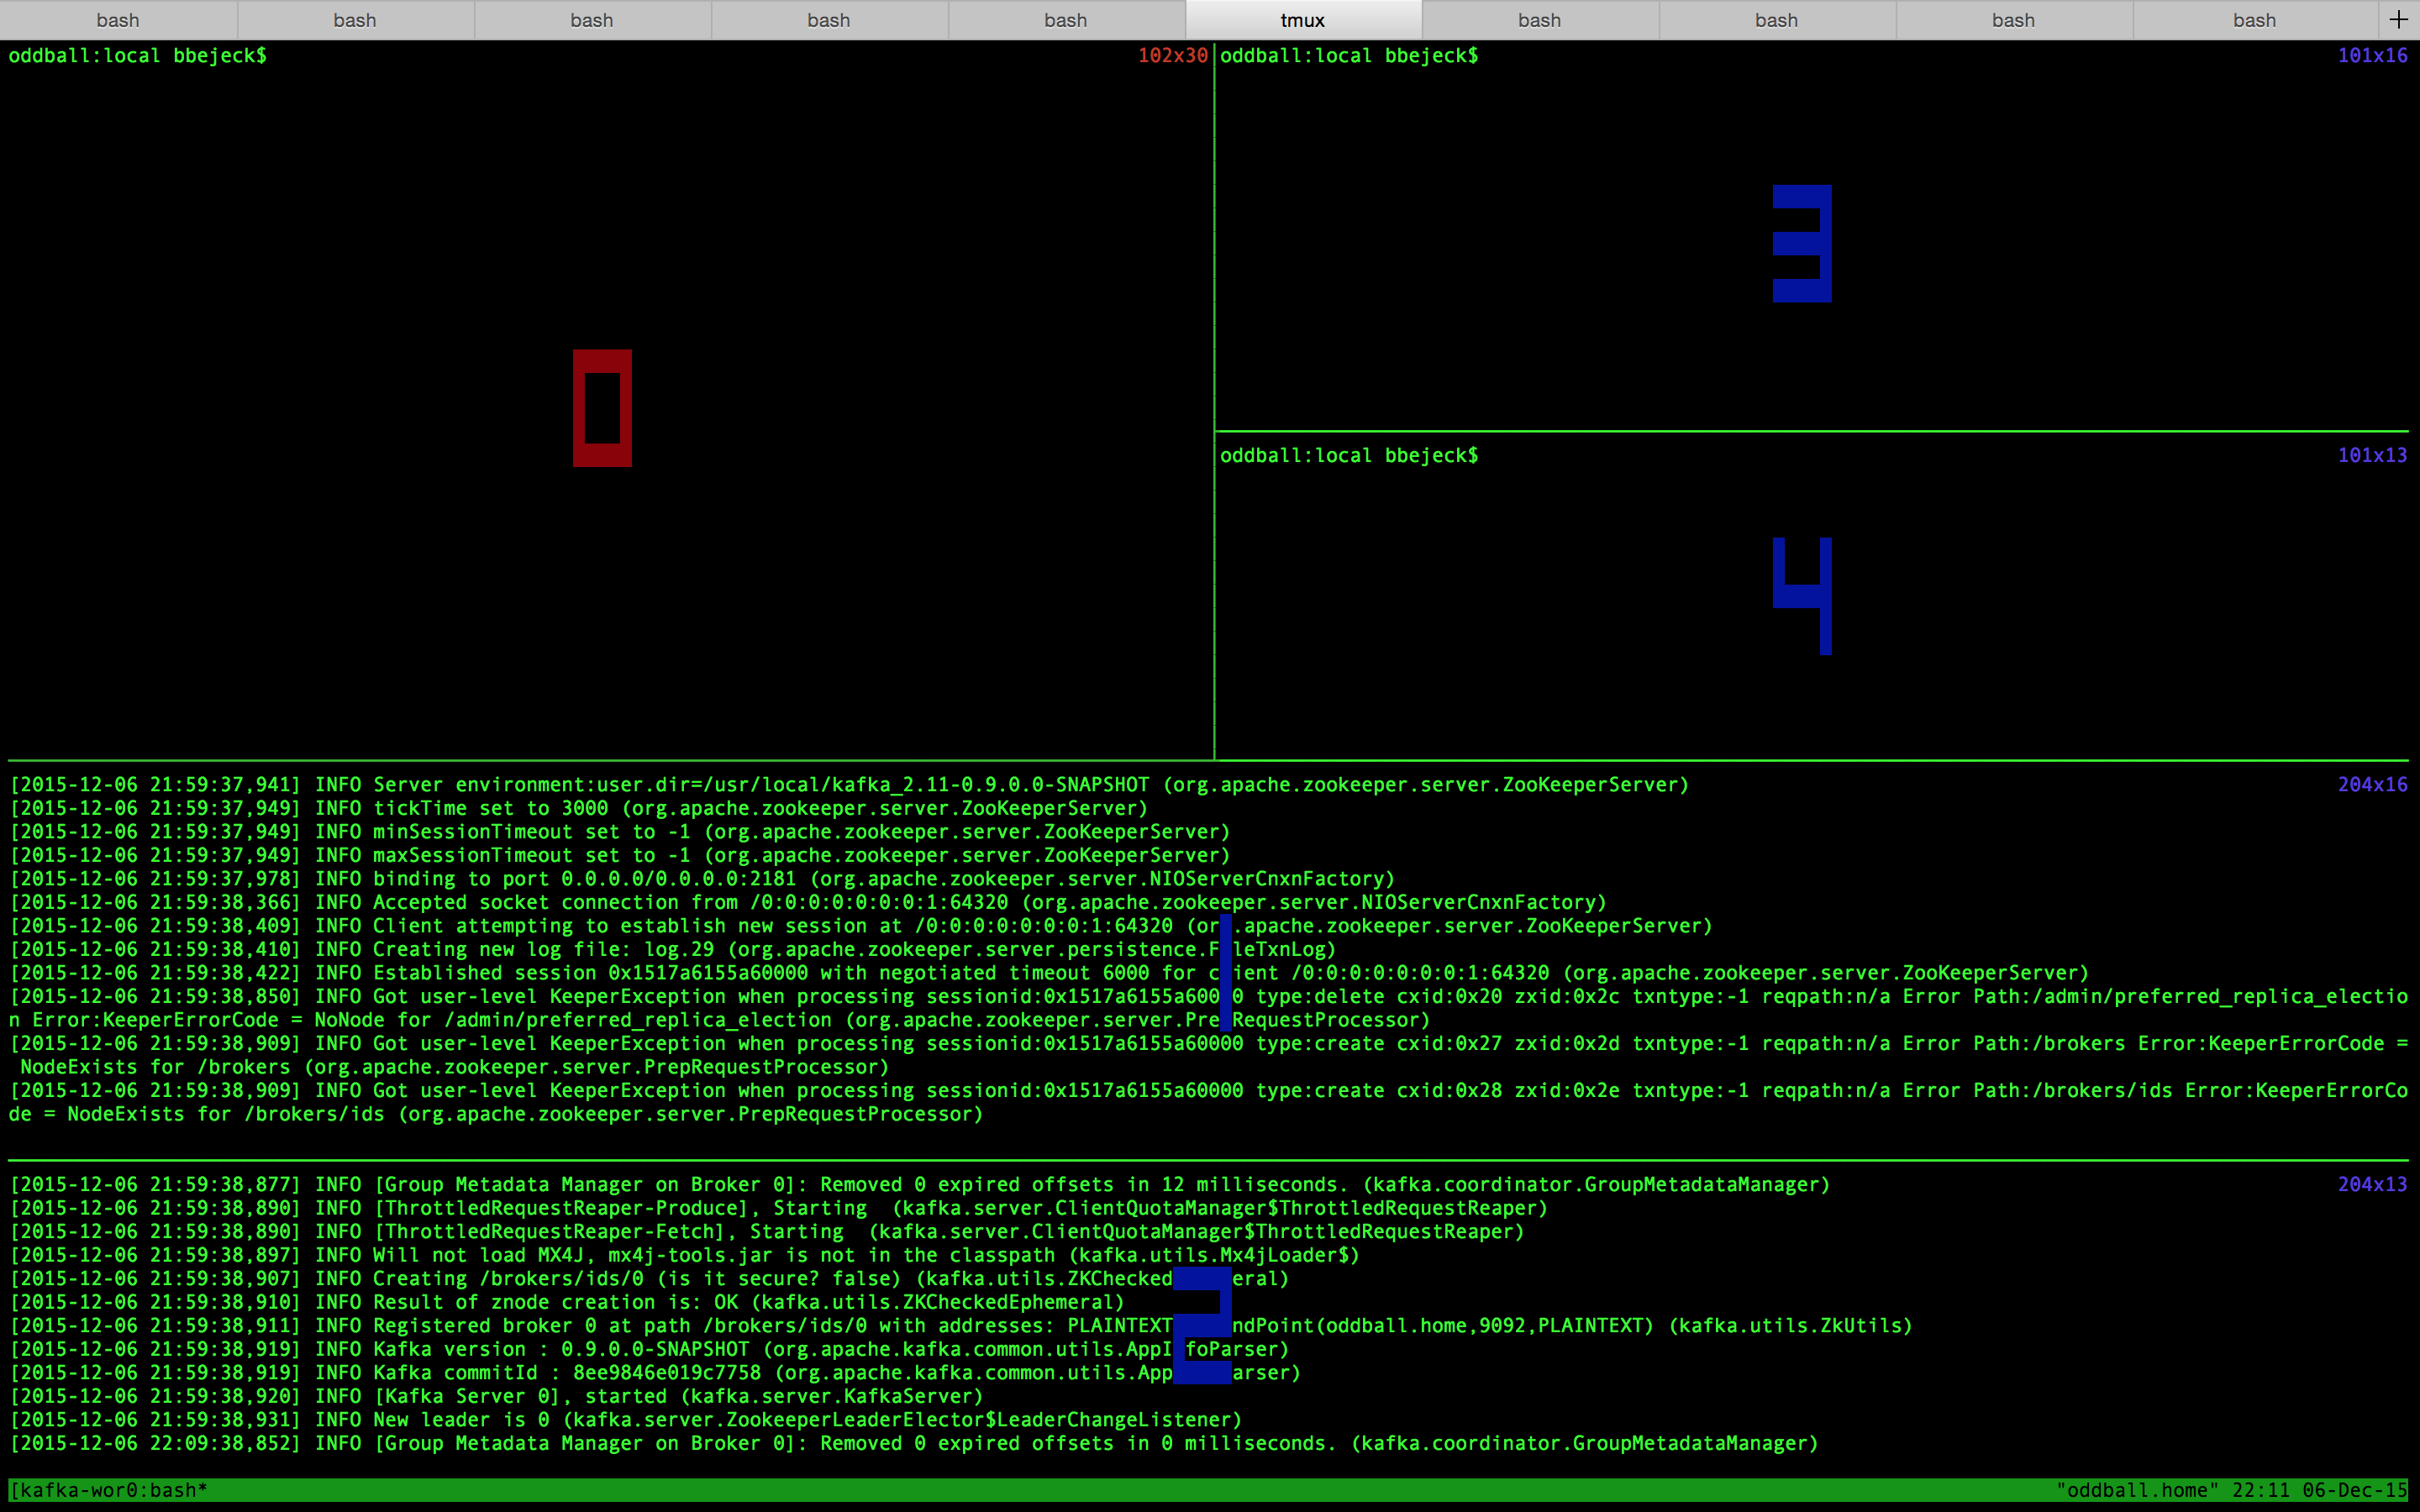 bash bash bash bash bash tmux bash bash bash bash +
oddball:local bbejeck$ 102x30
0
oddball:local bbejeck$ 101x16
3
oddball:local bbejeck$ 101x13
4
[2015-12-06 21:59:37,941] INFO Server environment:user.dir=/usr/local/kafka_2.11-0.9.0.0-SNAPSHOT (org.apache.zookeeper.server.ZooKeeperServer) 204x16
[2015-12-06 21:59:37,949] INFO tickTime set to 3000 (org.apache.zookeeper.server.ZooKeeperServer)
[2015-12-06 21:59:37,949] INFO minSessionTimeout set to -1 (org.apache.zookeeper.server.ZooKeeperServer)
[2015-12-06 21:59:37,949] INFO maxSessionTimeout set to -1 (org.apache.zookeeper.server.ZooKeeperServer)
[2015-12-06 21:59:37,978] INFO binding to port 0.0.0.0/0.0.0.0:2181 (org.apache.zookeeper.server.NIOServerCnxnFactory)
[2015-12-06 21:59:38,366] INFO Accepted socket connection from /0:0:0:0:0:0:0:1:64320 (org.apache.zookeeper.server.NIOServerCnxnFactory)
[2015-12-06 21:59:38,409] INFO Client attempting to establish new session at /0:0:0:0:0:0:0:1:64320 (or .apache.zookeeper.server.ZooKeeperServer)
[2015-12-06 21:59:38,410] INFO Creating new log file: log.29 (org.apache.zookeeper.server.persistence.F leTxnLog)
[2015-12-06 21:59:38,422] INFO Established session 0x1517a6155a60000 with negotiated timeout 6000 for c ient /0:0:0:0:0:0:0:1:64320 (org.apache.zookeeper.server.ZooKeeperServer)
[2015-12-06 21:59:38,850] INFO Got user-level KeeperException when processing sessionid:0x1517a6155a600 0 type:delete cxid:0x20 zxid:0x2c txntype:-1 reqpath:n/a Error Path:/admin/preferred_replica_electio
n Error:KeeperErrorCode = NoNode for /admin/preferred_replica_election (org.apache.zookeeper.server.Pre RequestProcessor)
[2015-12-06 21:59:38,909] INFO Got user-level KeeperException when processing sessionid:0x1517a6155a60000 type:create cxid:0x27 zxid:0x2d txntype:-1 reqpath:n/a Error Path:/brokers Error:KeeperErrorCode =
NodeExists for /brokers (org.apache.zookeeper.server.PrepRequestProcessor)
[2015-12-06 21:59:38,909] INFO Got user-level KeeperException when processing sessionid:0x1517a6155a60000 type:create cxid:0x28 zxid:0x2e txntype:-1 reqpath:n/a Error Path:/brokers/ids Error:KeeperErrorCo
de = NodeExists for /brokers/ids (org.apache.zookeeper.server.PrepRequestProcessor)
1
[2015-12-06 21:59:38,877] INFO [Group Metadata Manager on Broker 0]: Removed 0 expired offsets in 12 milliseconds. (kafka.coordinator.GroupMetadataManager) 204x13
[2015-12-06 21:59:38,890] INFO [ThrottledRequestReaper-Produce], Starting  (kafka.server.ClientQuotaManager$ThrottledRequestReaper)
[2015-12-06 21:59:38,890] INFO [ThrottledRequestReaper-Fetch], Starting  (kafka.server.ClientQuotaManager$ThrottledRequestReaper)
[2015-12-06 21:59:38,897] INFO Will not load MX4J, mx4j-tools.jar is not in the classpath (kafka.utils.Mx4jLoader$)
[2015-12-06 21:59:38,907] INFO Creating /brokers/ids/0 (is it secure? false) (kafka.utils.ZKChecked eral)
[2015-12-06 21:59:38,910] INFO Result of znode creation is: OK (kafka.utils.ZKCheckedEphemeral)
[2015-12-06 21:59:38,911] INFO Registered broker 0 at path /brokers/ids/0 with addresses: PLAINTEXT ndPoint(oddball.home,9092,PLAINTEXT) (kafka.utils.ZkUtils)
[2015-12-06 21:59:38,919] INFO Kafka version : 0.9.0.0-SNAPSHOT (org.apache.kafka.common.utils.AppI foParser)
[2015-12-06 21:59:38,919] INFO Kafka commitId : 8ee9846e019c7758 (org.apache.kafka.common.utils.App arser)
[2015-12-06 21:59:38,920] INFO [Kafka Server 0], started (kafka.server.KafkaServer)
[2015-12-06 21:59:38,931] INFO New leader is 0 (kafka.server.ZookeeperLeaderElector$LeaderChangeListener)
[2015-12-06 22:09:38,852] INFO [Group Metadata Manager on Broker 0]: Removed 0 expired offsets in 0 milliseconds. (kafka.coordinator.GroupMetadataManager)
2
[kafka-wor0:bash* "oddball.home" 22:11 06-Dec-15